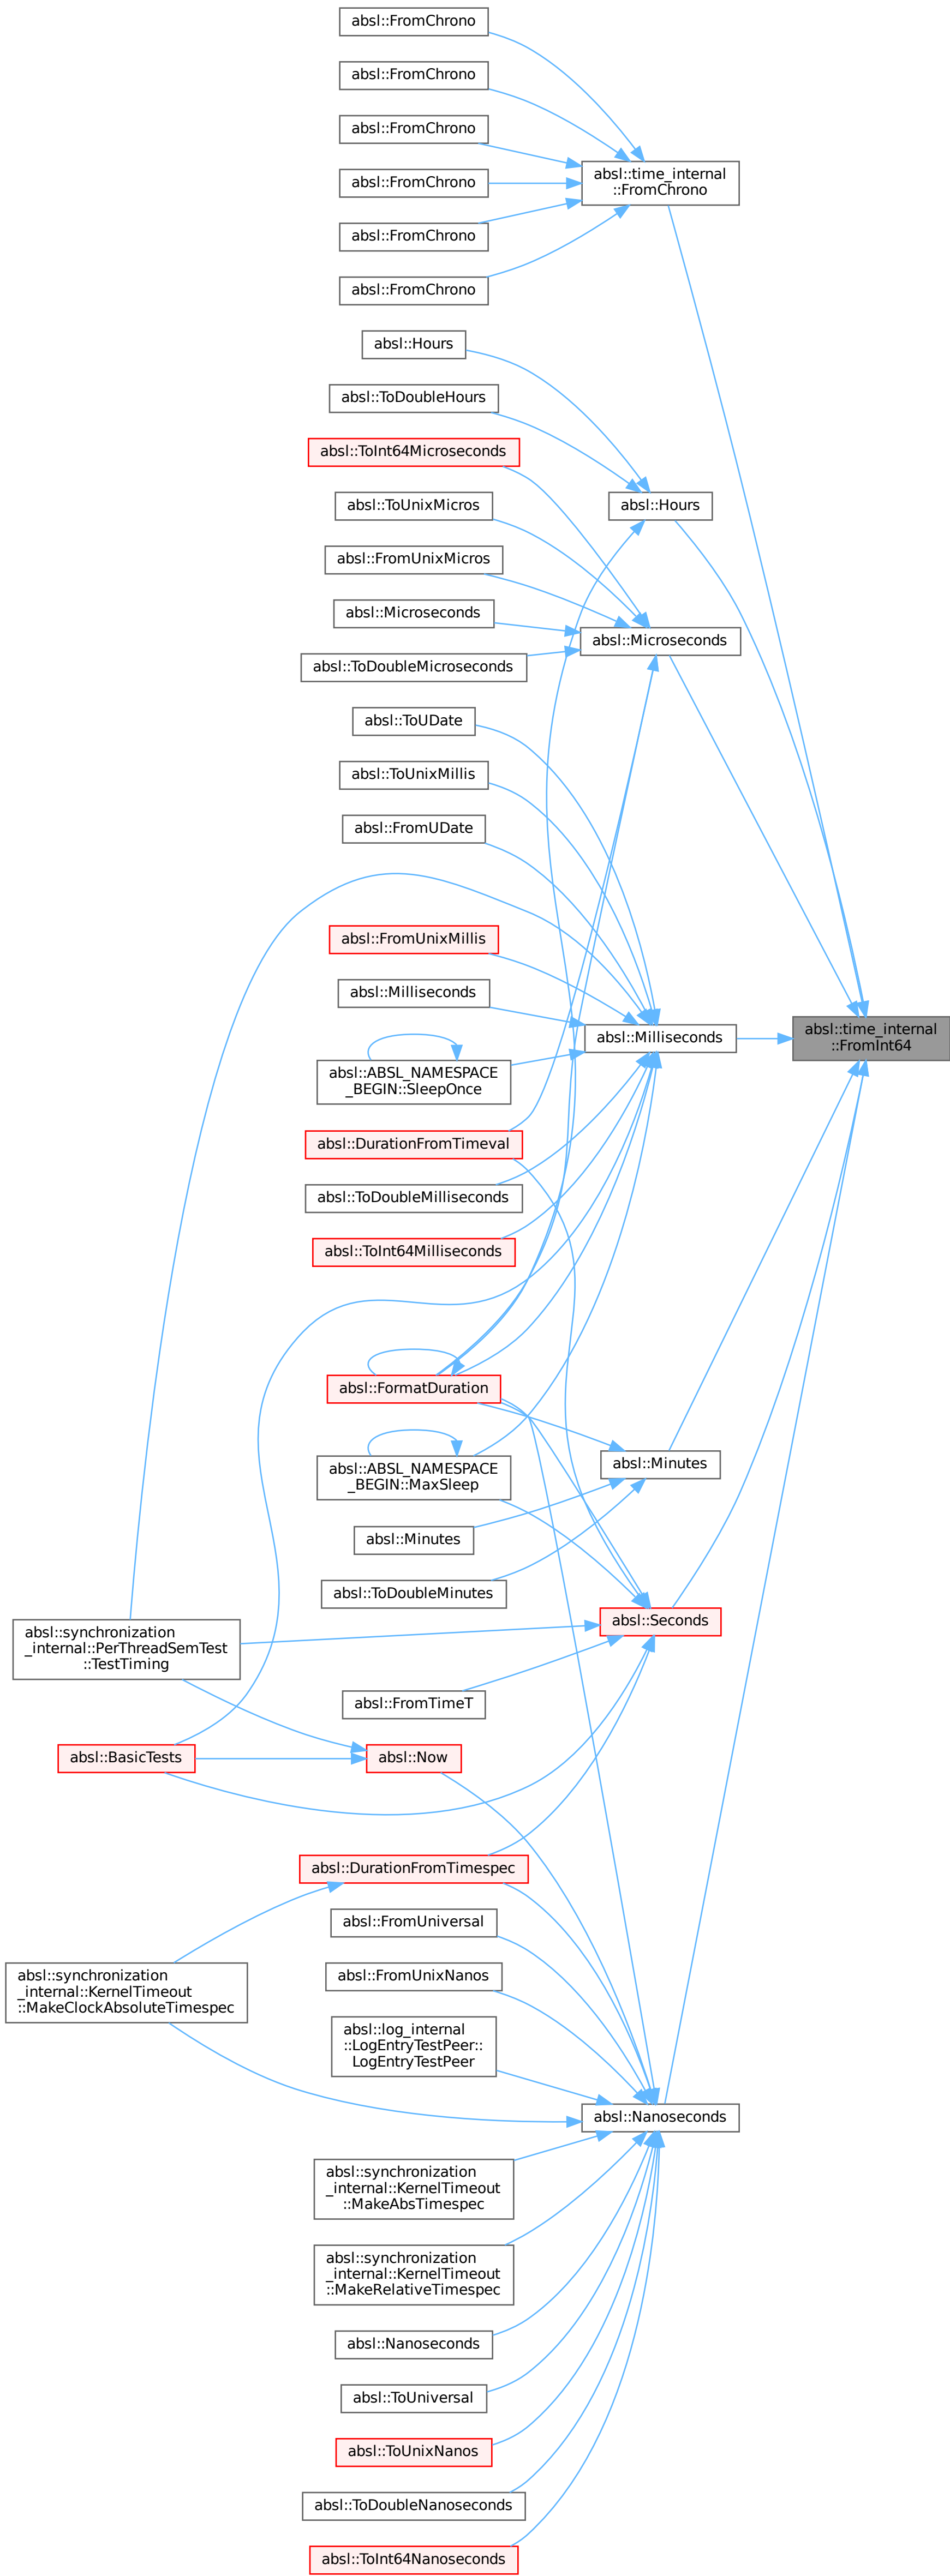 absl::FromChrono
absl::FromChrono
absl::FromChrono
absl::time_internal
::FromChrono
absl::FromChrono
absl::FromChrono
absl::FromChrono
absl::Hours
absl::ToDoubleHours
absl::ToInt64Microseconds
absl::ToUnixMicros
absl::Hours
absl::FromUnixMicros
absl::Microseconds
absl::Microseconds
absl::ToDoubleMicroseconds
absl::ToUDate
absl::ToUnixMillis
absl::FromUDate
absl::FromUnixMillis
absl::Milliseconds
absl::time_internal
::FromInt64
absl::Milliseconds
absl::ABSL_NAMESPACE
_BEGIN::SleepOnce
absl::DurationFromTimeval
absl::ToDoubleMilliseconds
absl::ToInt64Milliseconds
absl::FormatDuration
absl::Minutes
absl::ABSL_NAMESPACE
_BEGIN::MaxSleep
absl::Minutes
absl::ToDoubleMinutes
absl::Seconds
absl::synchronization
_internal::PerThreadSemTest
::TestTiming
absl::FromTimeT
absl::BasicTests
absl::Now
absl::DurationFromTimespec
absl::FromUniversal
absl::FromUnixNanos
absl::synchronization
_internal::KernelTimeout
::MakeClockAbsoluteTimespec
absl::log_internal
::LogEntryTestPeer::
LogEntryTestPeer
absl::Nanoseconds
absl::synchronization
_internal::KernelTimeout
::MakeAbsTimespec
absl::synchronization
_internal::KernelTimeout
::MakeRelativeTimespec
absl::Nanoseconds
absl::ToUniversal
absl::ToUnixNanos
absl::ToDoubleNanoseconds
absl::ToInt64Nanoseconds